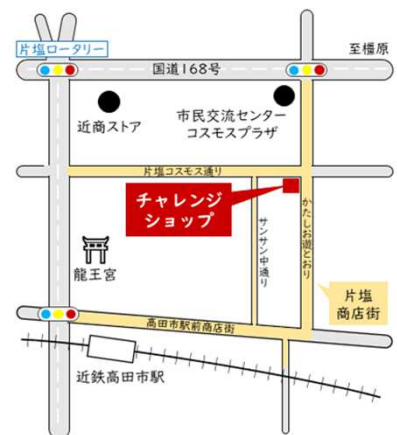 片塩ロータリー
至橿原
国道168号
近商ストア
市民交流センター
コスモスプラザ
片塩コスモス通り
チャレンジ
ショップ
サンサン中通り
かたしお遊とおり
龍王宮
片塩
商店街
高田市駅前商店街
近鉄高田市駅